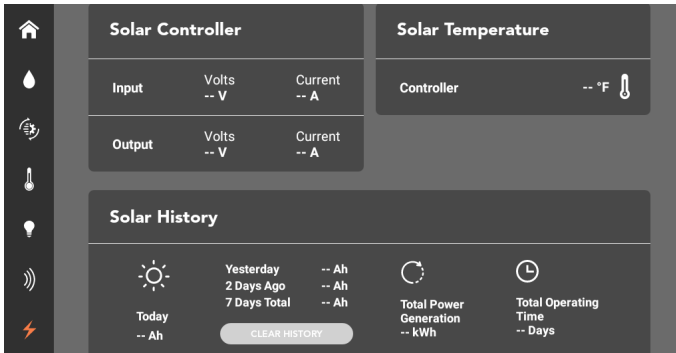 Solar Controller
Input
Volts
-- V
Current
-- A
Output
Volts
-- V
Current
-- A
Solar Temperature
Controller
-- °F
Solar History
Today
-- Ah
Yesterday -- Ah
2 Days Ago -- Ah
7 Days Total -- Ah
CLEAR HISTORY
Total Power
Generation
-- kWh
Total Operating
Time
-- Days